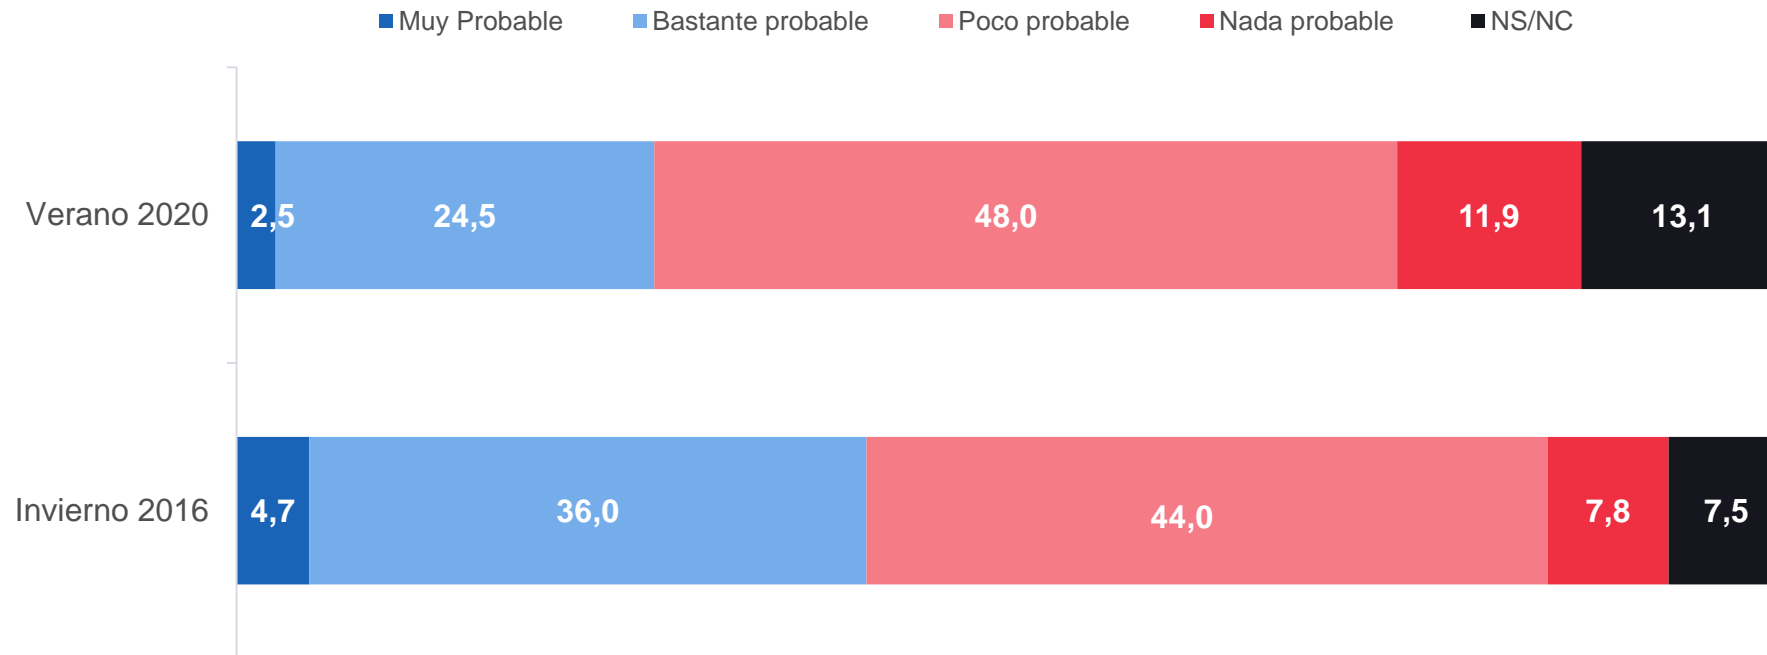 Muy Probable Bastante probable Poco probable Nada probable NS/NC
Verano 2020 2,5 24,5 48,0 11,9 13,1
Invierno 2016 4,7 36,0 44,0 7,8 7,5